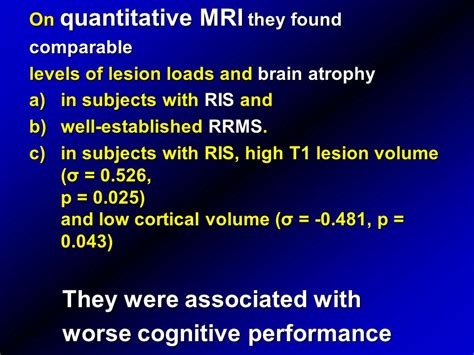 On quantitative MRI they found
comparable
levels of lesion loads and brain atrophy
a) in subjects with RIS and
b) well-established RRMS.
c) in subjects with RIS, high T1 lesion volume
(σ = 0.526,
p = 0.025)
and low cortical volume (σ = -0.481, p =
0.043)
They were associated with
worse cognitive performance